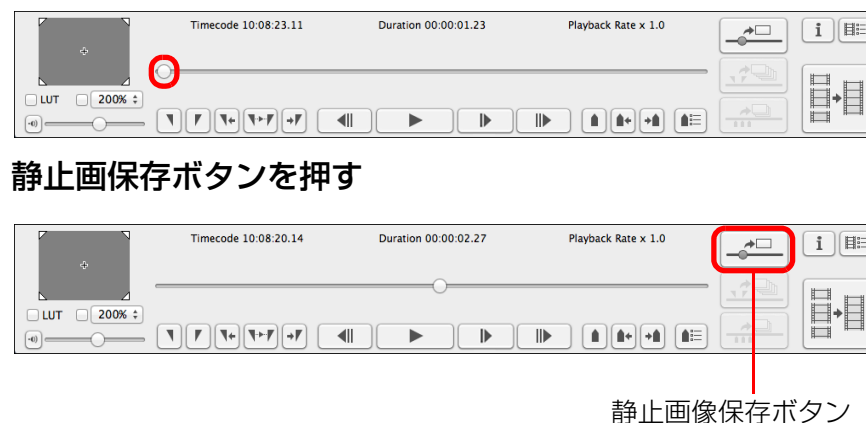 Timecode 10:08:23.11 Duration 00:00:01.23 Playback Rate x 1.0
i
LUT 200%
静止画保存ボタンを押す
Timecode 10:08:20.14 Duration 00:00:02.27 Playback Rate x 1.0
i
LUT 200%
静止画像保存ボタン